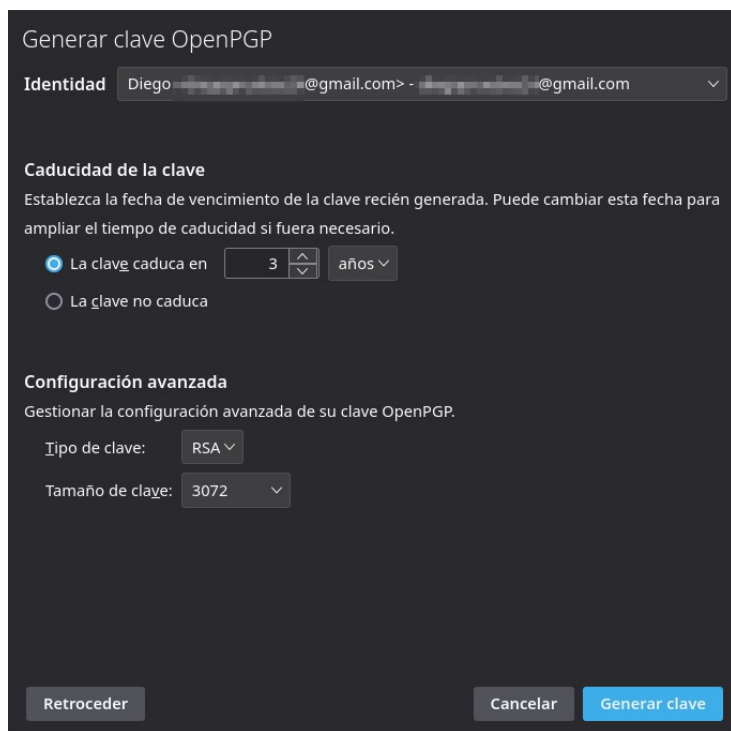 Generar clave OpenPGP
Identidad Diego @gmail.com> - @gmail.com
Caducidad de la clave
Establezca la fecha de vencimiento de la clave recién generada. Puede cambiar esta fecha para
ampliar el tiempo de caducidad si fuera necesario.
La clave caduca en 3 años
La clave no caduca
Configuración avanzada
Gestionar la configuración avanzada de su clave OpenPGP.
Tipo de clave: RSA
Tamaño de clave: 3072
Retroceder Cancelar Generar clave